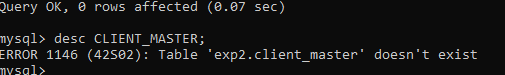 Query OK, 0 rows affected (0.07 sec)
mysql> desc CLIENT_MASTER;
ERROR 1146 (42S02): Table 'exp2.client_master' doesn't exist
mysql>